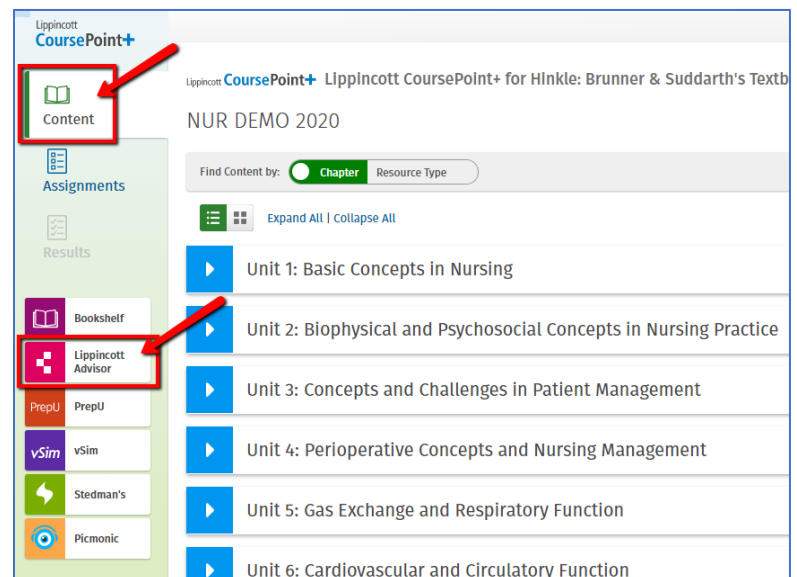 Lippincott
CoursePoint+
Content
Assignments
Results
Bookshelf
Lippincott
Advisor
PrepU PrepU
vSim vSim
Stedman's
Picmonic
Lippincott CoursePoint+ Lippincott CoursePoint+ for Hinkle: Brunner & Suddarth's Textb
NUR DEMO 2020
Find Content by: Chapter Resource Type
Expand All | Collapse All
Unit 1: Basic Concepts in Nursing
Unit 2: Biophysical and Psychosocial Concepts in Nursing Practice
Unit 3: Concepts and Challenges in Patient Management
Unit 4: Perioperative Concepts and Nursing Management
Unit 5: Gas Exchange and Respiratory Function
Unit 6: Cardiovascular and Circulatory Function